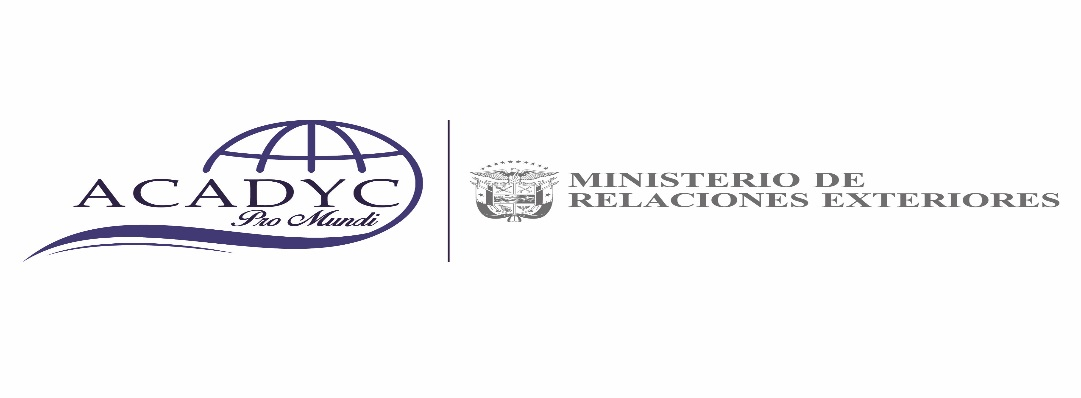 ACADYC
Pro Mundi
MINISTERIO DE
RELACIONES EXTERIORES